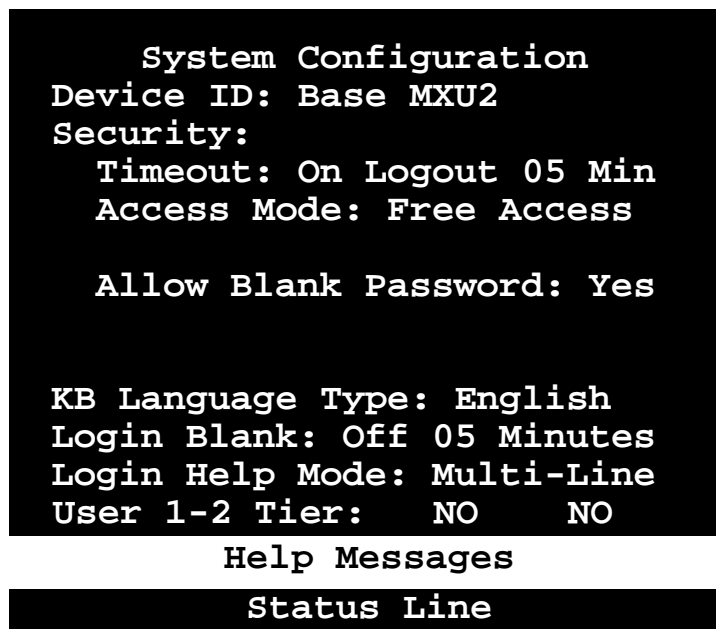 System Configuration
Device ID: Base MXU2
Security:
Timeout: On Logout 05 Min
Access Mode: Free Access
Allow Blank Password: Yes
KB Language Type: English
Login Blank: Off 05 Minutes
Login Help Mode: Multi-Line
User 1-2 Tier: NO NO
Help Messages
Status Line